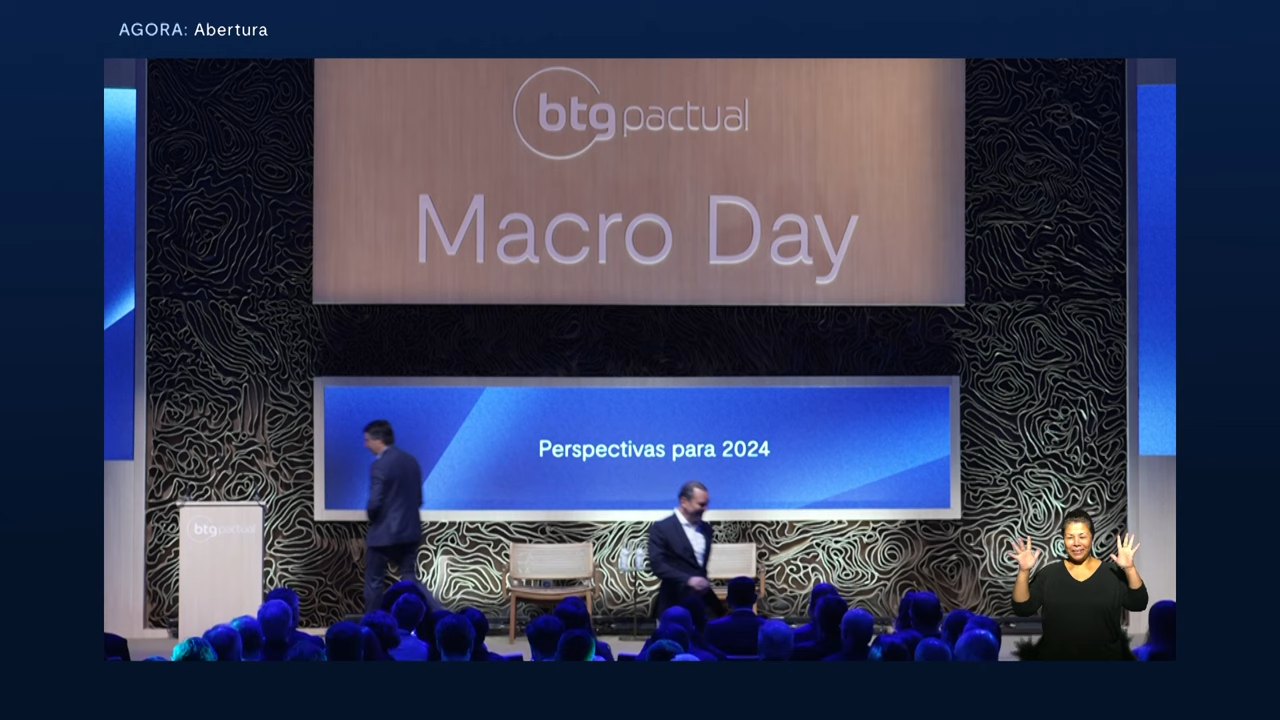 AGORA: Abertura
btg pactual
Macro Day
Perspectivas para 2024
btg pactual